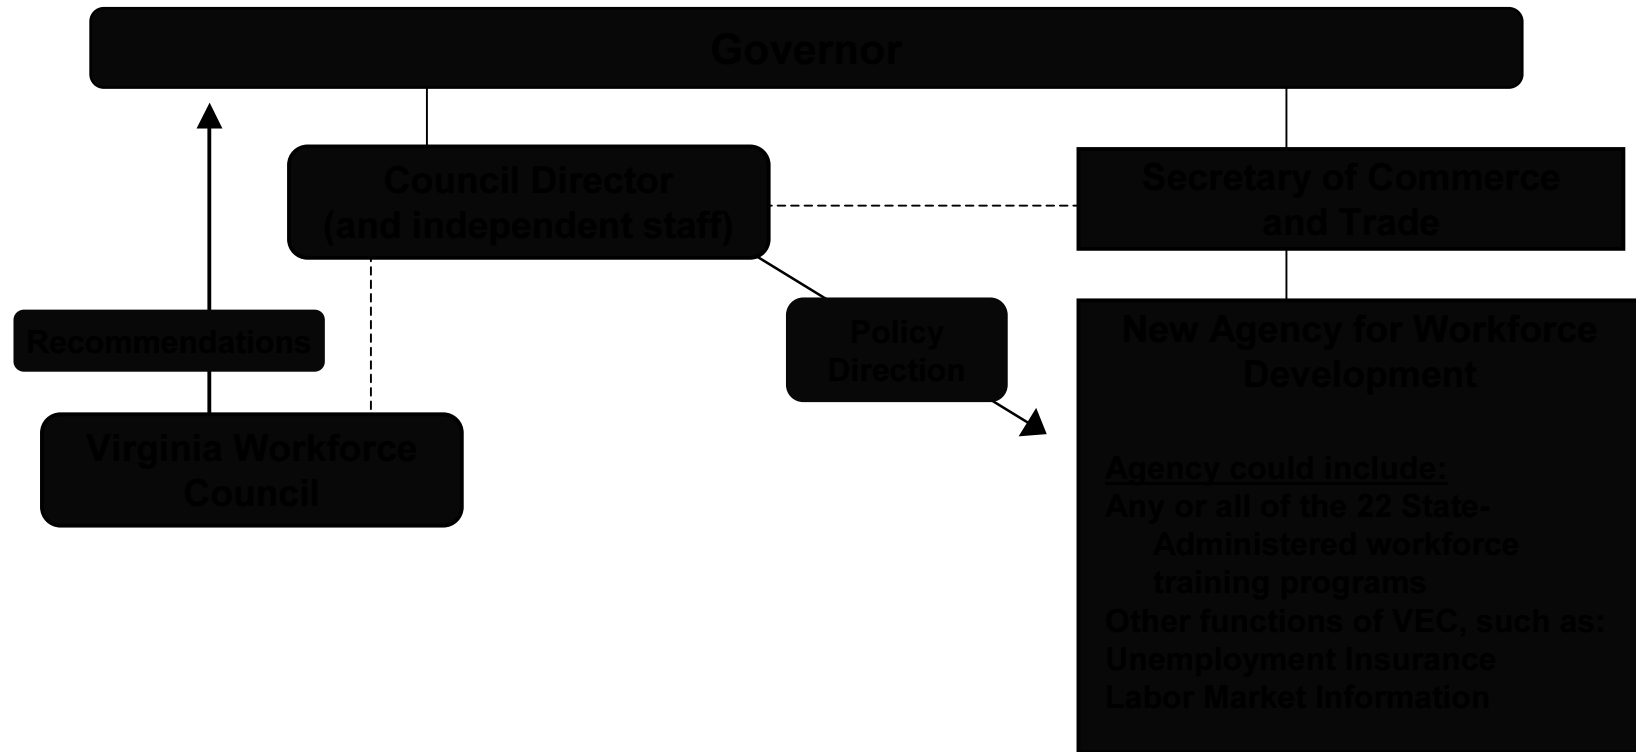 Governor
Council Director
(and independent staff)
Secretary of Commerce
and Trade
Recommendations
Policy
Direction
Virginia Workforce
Council
New Agency for Workforce
Development
Agency could include:
Any or all of the 22 State-
Administered workforce
training programs
Other functions of VEC, such as:
Unemployment Insurance
Labor Market Information